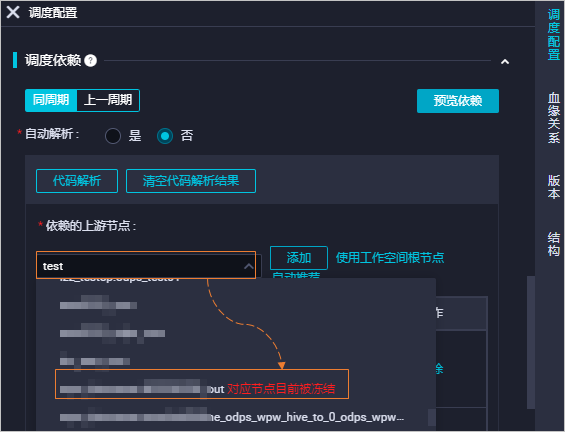 调度配置
调度依赖 ?
同周期 上一周期 预览依赖
* 自动解析： 是 否
代码解析 清空代码解析结果
* 依赖的上游节点：
test 添加 使用工作空间根节点
自动推荐
作
除
out 对应节点目前被冻结
ne_odps_wpw_hive_to_0_odps_wpw...
调度配置
血缘关系
版本
结构